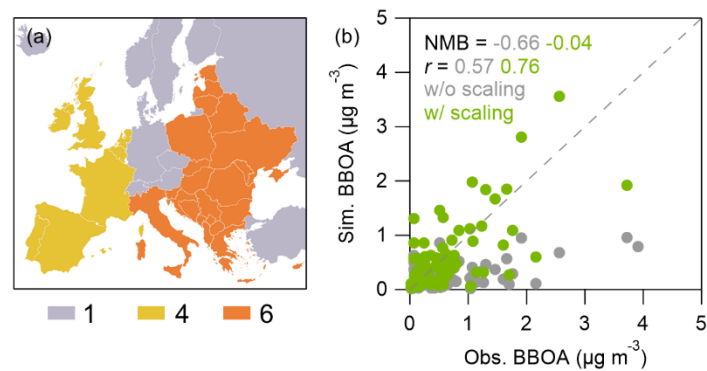 (a)
1 4 6
(b)
NMB = -0.66 -0.04
r = 0.57 0.76
w/o scaling
w/ scaling
Sim. BBOA (µg m⁻³)
5
4
3
2
1
0
0 1 2 3 4 5
Obs. BBOA (µg m⁻³)